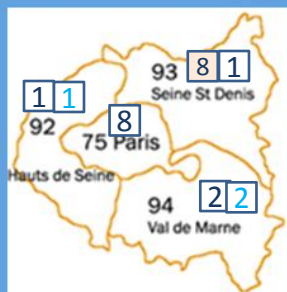 93 8 1
Seine St Denis
1 1
92
8
75 Paris
Hauts de Seine
2 2
94
Val de Marne